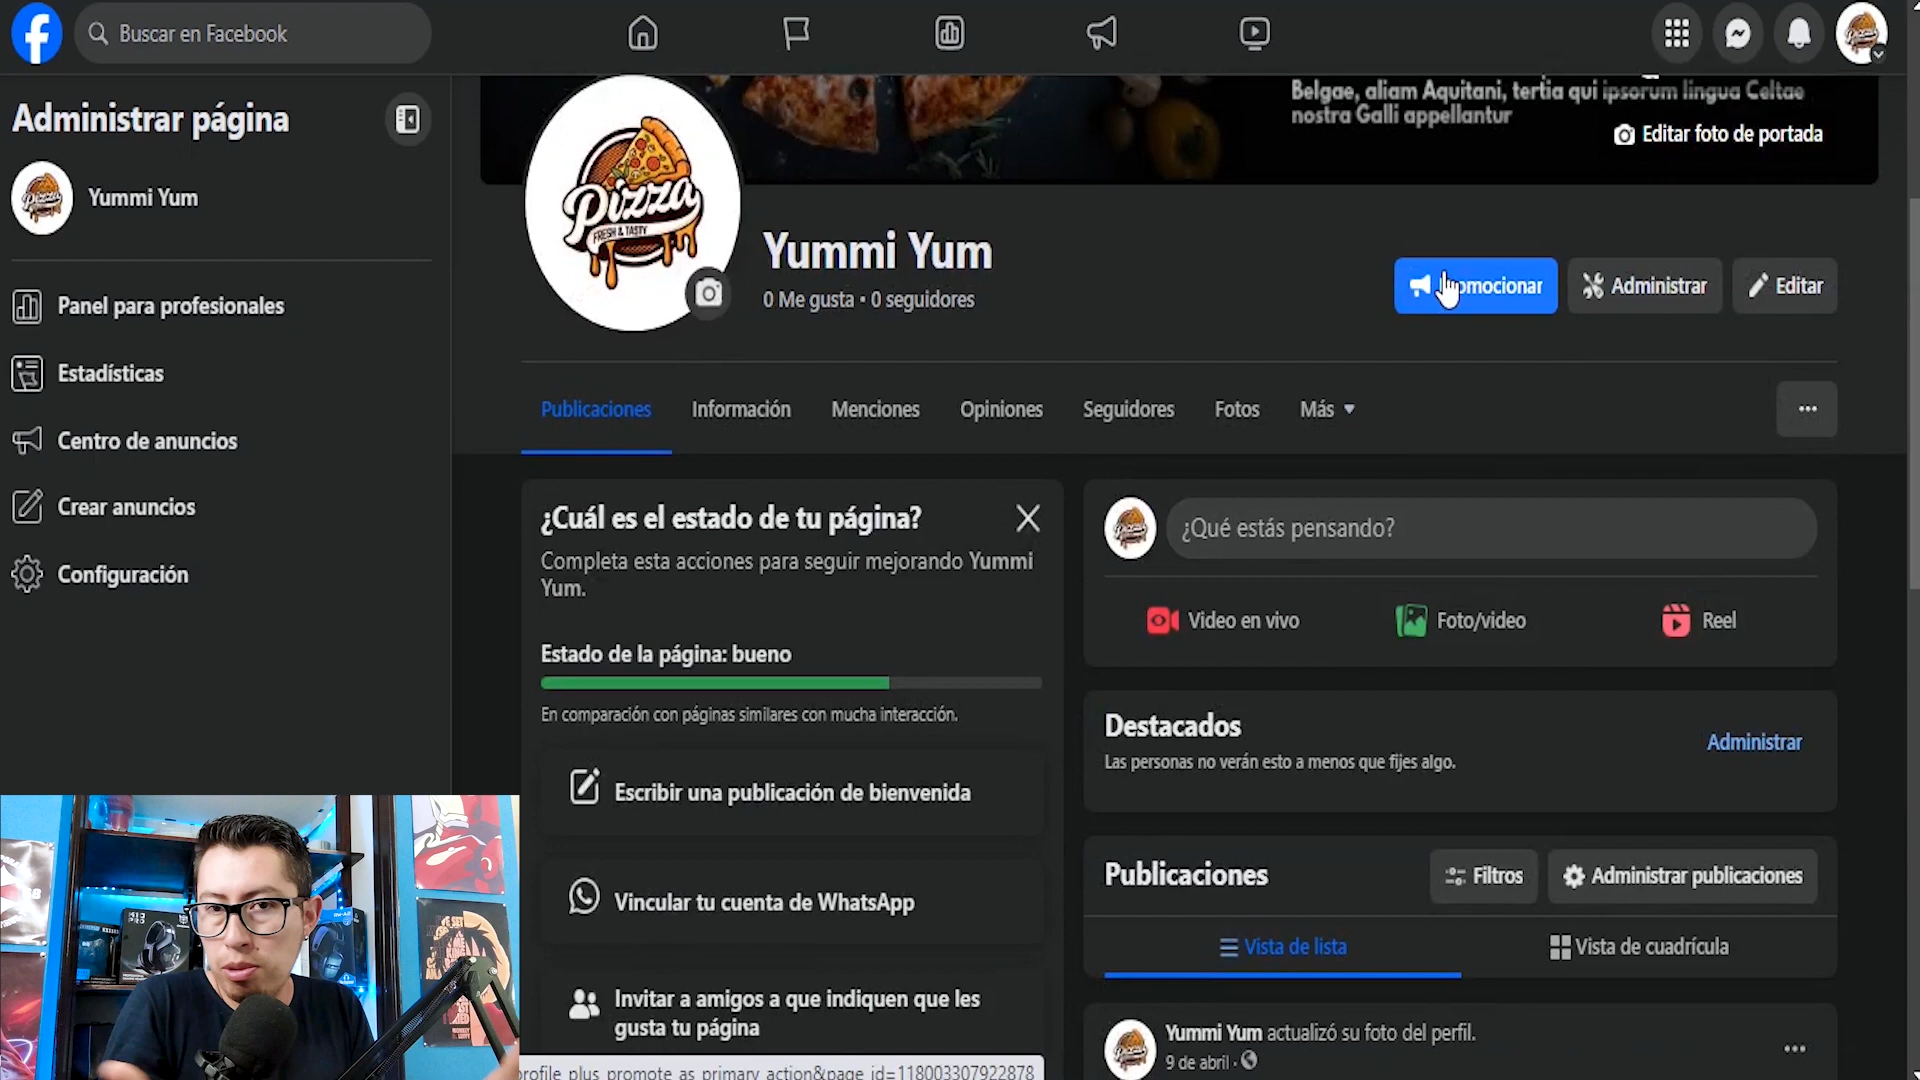 Buscar en Facebook
Administrar página
Yummi Yum
Panel para profesionales
Estadísticas
Centro de anuncios
Crear anuncios
Configuración
Belgae, aliam Aquitani, tertia qui ipsorum lingua Celtae
nostra Galli appellantur
Editar foto de portada
Pizza
FRESH & TASTY
Yummi Yum
0 Me gusta • 0 seguidores
Promocionar
Administrar
Editar
Publicaciones
Información
Menciones
Opiniones
Seguidores
Fotos
Más
¿Cuál es el estado de tu página?
Completa esta acciones para seguir mejorando Yummi
Yum.
Estado de la página: bueno
En comparación con páginas similares con mucha interacción.
Escribir una publicación de bienvenida
Vincular tu cuenta de WhatsApp
Invitar a amigos a que indiquen que les
gusta tu página
¿Qué estás pensando?
Video en vivo
Foto/video
Reel
Destacados
Administrar
Las personas no verán esto a menos que fijes algo.
Publicaciones
Filtros
Administrar publicaciones
Vista de lista
Vista de cuadrícula
Yummi Yum actualizó su foto del perfil.
9 de abril ·
profile_plus_promote_as_primary_action&page_id=118003307922878